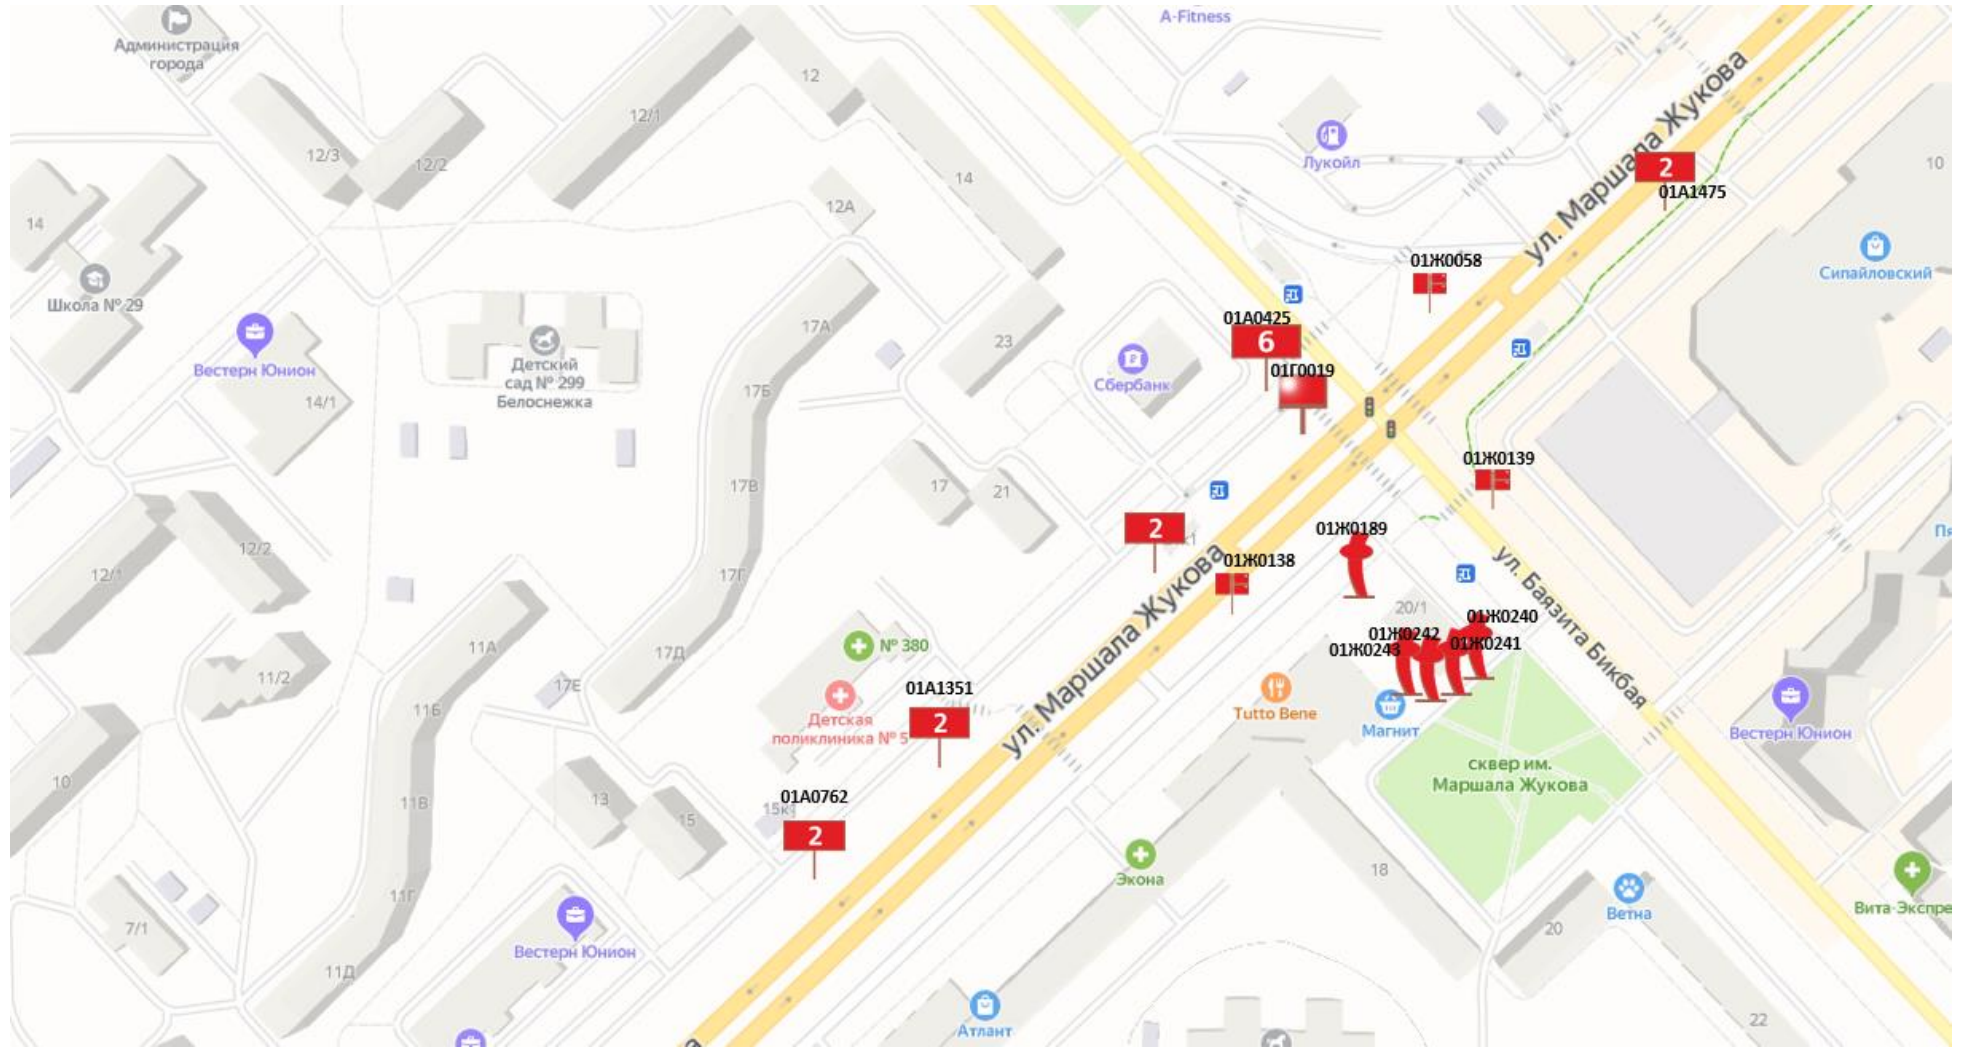 A-Fitness
Администрация
города
12
12/1
12/3
12/2
14
12А
Лукойл
ул. Маршала Жукова
2
01А1475
10
14
Школа № 29
Сипайловский
01Ж0058
01А0425
6
01Г0019
17А
23
Сбербанк
Вестерн Юнион
14/1
Детский
сад № 299
Белоснежка
17Б
17В
17
21
01Ж0139
2
01Ж0189
01Ж0138
12/2
12/1
17Г
ул. Маршала Жукова
ул. Баязита Бикбая
20/1
01Ж0240
01Ж0242
01Ж0241
01Ж0243
11А
№ 380
17Д
11/2
17Е
01А1351
2
Детская
поликлиника № 5
11Б
Tutto Bene
Магнит
Вестерн Юнион
сквер им.
Маршала Жукова
10
11В
13
15
01А0762
2
Экона
18
11Г
7/1
Вестерн Юнион
Ветна
20
Вита-Экспре
11Д
Атлант
22